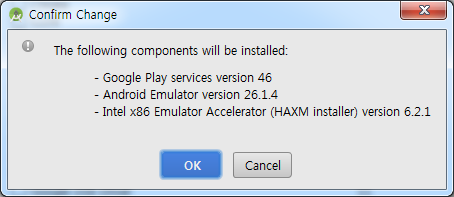 Confirm Change
The following components will be installed:
- Google Play services version 46
- Android Emulator version 26.1.4
- Intel x86 Emulator Accelerator (HAXM installer) version 6.2.1
OK
Cancel